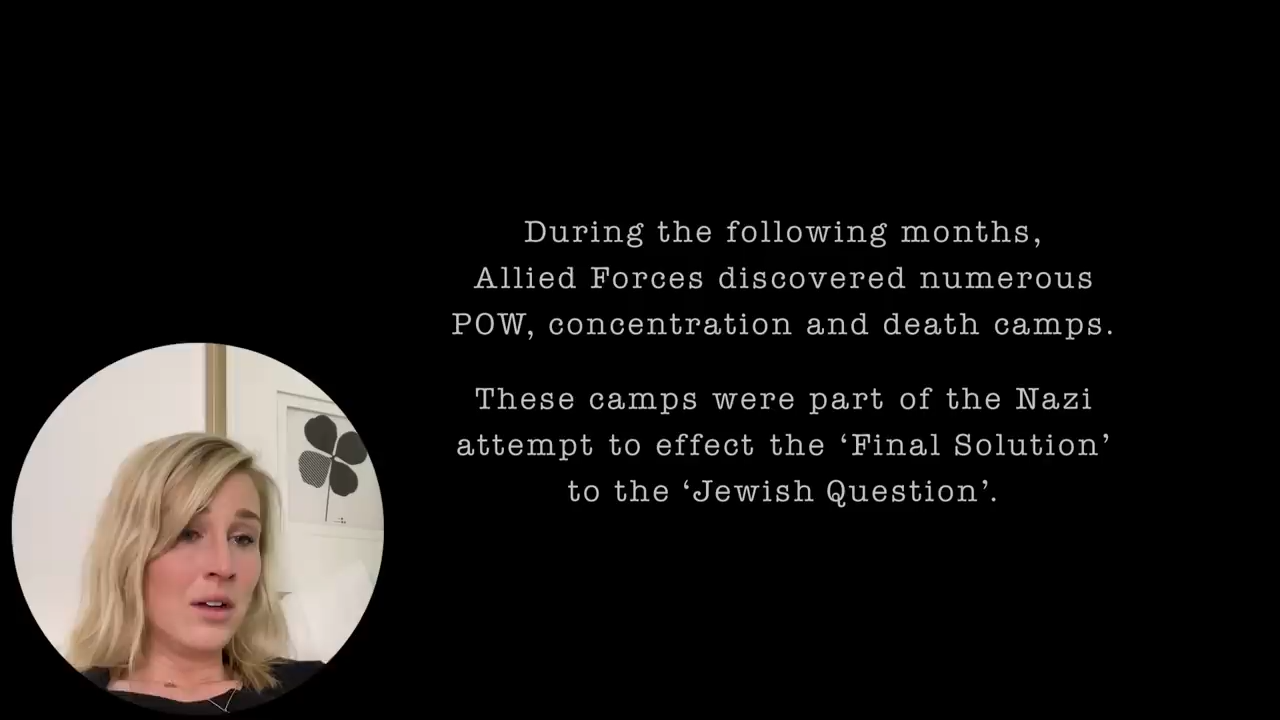 During the following months,
Allied Forces discovered numerous
POW, concentration and death camps.
These camps were part of the Nazi
attempt to effect the ‘Final Solution’
to the ‘Jewish Question’.